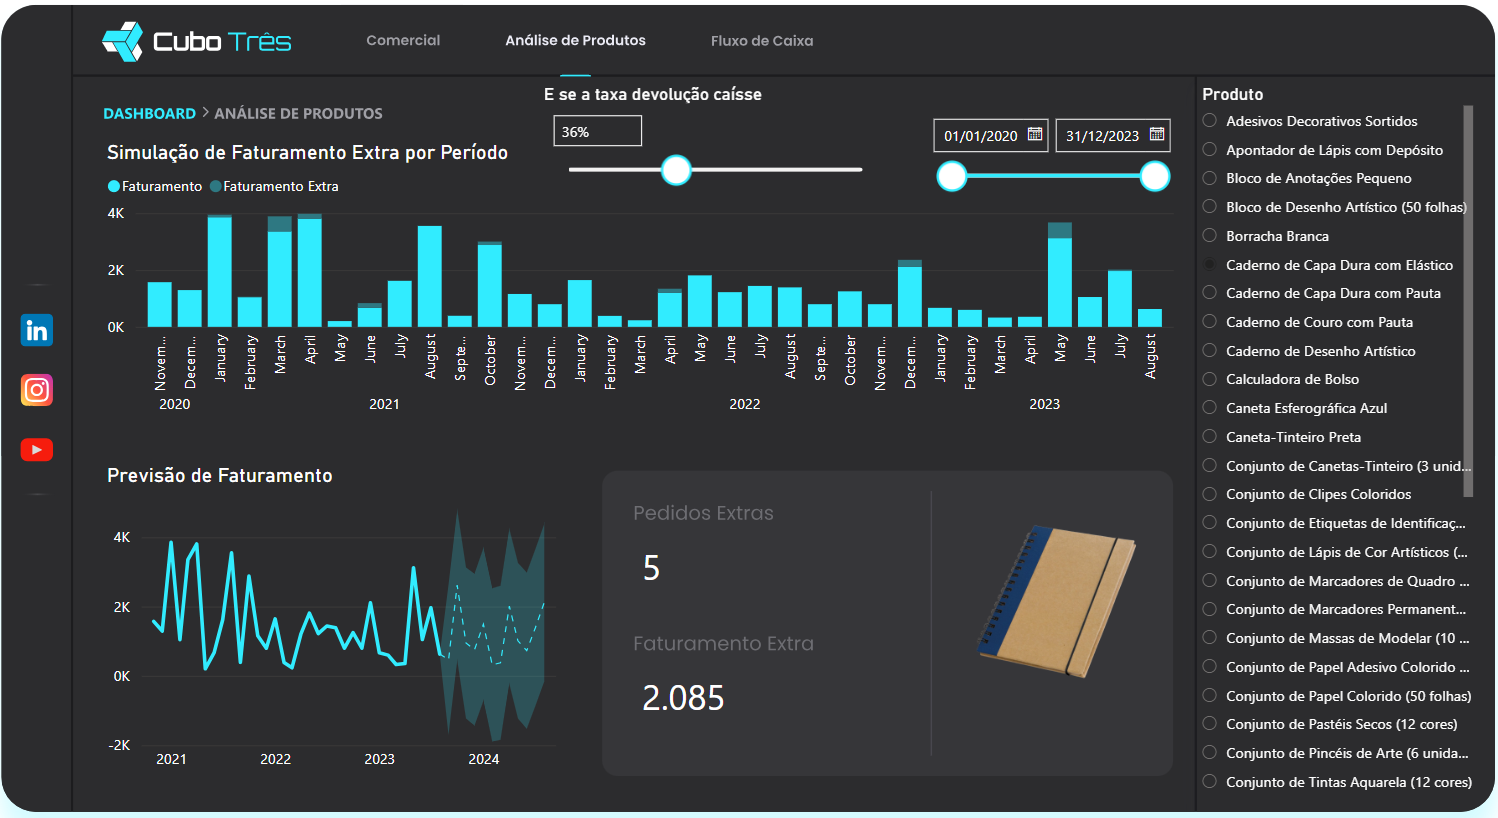 Cubo Três
Comercial
Análise de Produtos
Fluxo de Caixa
DASHBOARD > ANÁLISE DE PRODUTOS
E se a taxa devolução caísse
36%
01/01/2020
31/12/2023
Simulação de Faturamento Extra por Período
Faturamento
Faturamento Extra
4K
2K
0K
Novem...
Decem...
January
February
March
April
May
June
July
August
Septe...
October
Novem...
Decem...
January
February
March
April
May
June
July
August
Septe...
October
Novem...
Decem...
January
February
March
April
May
June
July
August
2020
2021
2022
2023
in
Previsão de Faturamento
4K
2K
0K
-2K
2021
2022
2023
2024
Pedidos Extras
5
Faturamento Extra
2.085
Produto
Adesivos Decorativos Sortidos
Apontador de Lápis com Depósito
Bloco de Anotações Pequeno
Bloco de Desenho Artístico (50 folhas)
Borracha Branca
Caderno de Capa Dura com Elástico
Caderno de Capa Dura com Pauta
Caderno de Couro com Pauta
Caderno de Desenho Artístico
Calculadora de Bolso
Caneta Esferográfica Azul
Caneta-Tinteiro Preta
Conjunto de Canetas-Tinteiro (3 unid...
Conjunto de Clipes Coloridos
Conjunto de Etiquetas de Identificaç...
Conjunto de Lápis de Cor Artísticos (...
Conjunto de Marcadores de Quadro ...
Conjunto de Marcadores Permanent...
Conjunto de Massas de Modelar (10 ...
Conjunto de Papel Adesivo Colorido ...
Conjunto de Papel Colorido (50 folhas)
Conjunto de Pastéis Secos (12 cores)
Conjunto de Pincéis de Arte (6 unida...
Conjunto de Tintas Aquarela (12 cores)